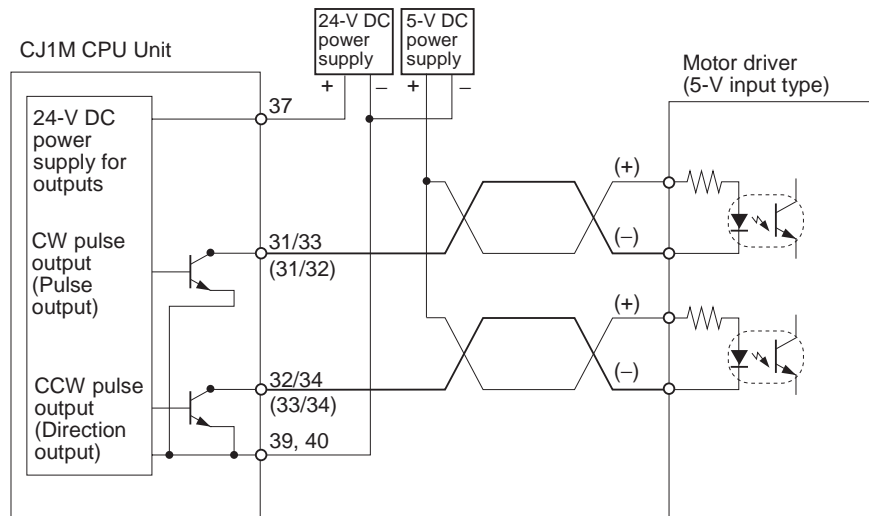 24-V DC
power
supply
5-V DC
power
supply
CJ1M CPU Unit
Motor driver
(5-V input type)
+
−
+
−
37
24-V DC
power
supply for
outputs
(+)
CW pulse
output
(Pulse
output)
31/33
(31/32)
(−)
(+)
CCW pulse
output
(Direction
output)
32/34
(33/34)
(−)
39, 40